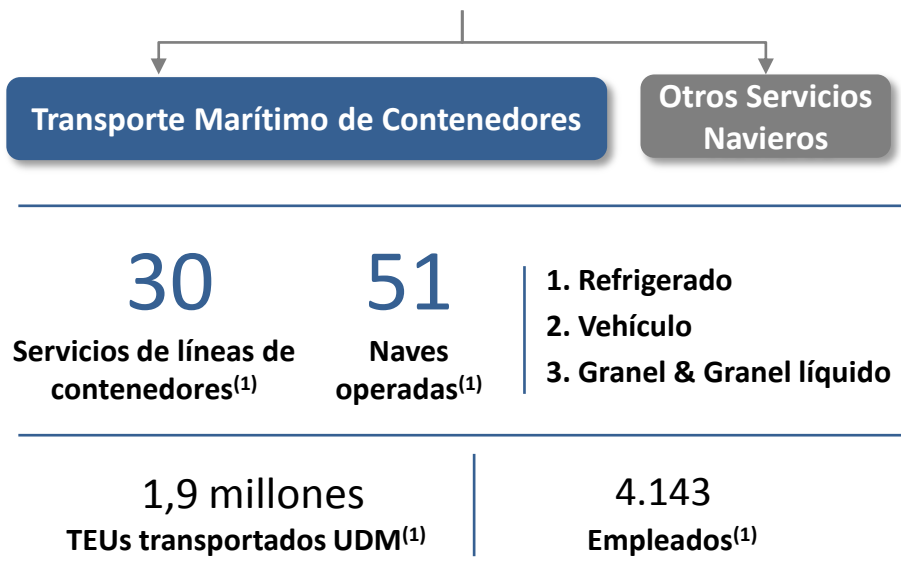 Transporte Marítimo de Contenedores
Otros Servicios
Navieros
30
Servicios de líneas de
contenedores(1)
51
Naves
operadas(1)
1. Refrigerado
2. Vehículo
3. Granel & Granel líquido
1,9 millones
TEUs transportados UDM(1)
4.143
Empleados(1)